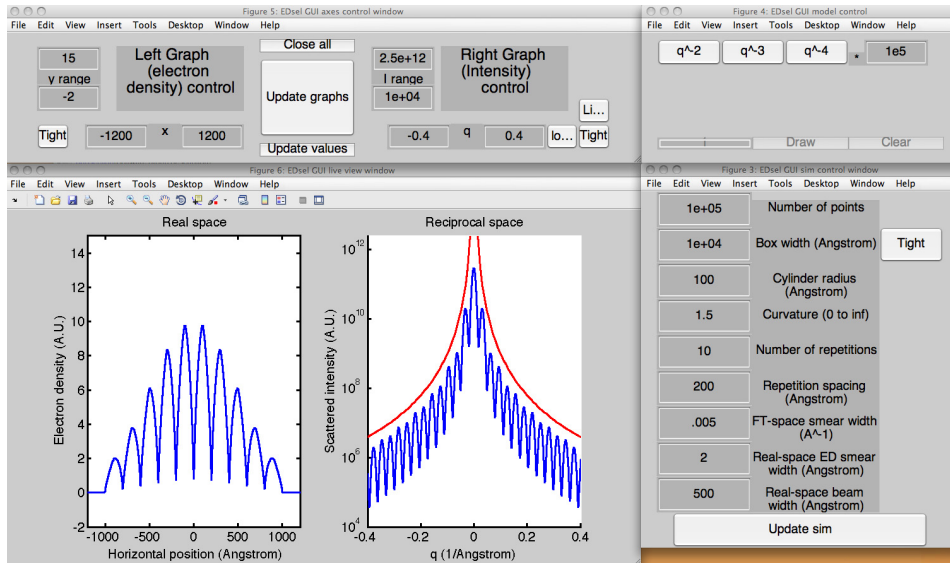 Figure 5: EDsel GUI axes control window
File Edit View Insert Tools Desktop Window Help
15
y range
-2
Left Graph
(electron
density) control
Close all
Update graphs
Update values
2.5e+12
I range
1e+04
Right Graph
(Intensity)
control
Li...
Tight
-1200
x
1200
-0.4
q
0.4
lo...
Tight
Figure 4: EDsel GUI model control
File Edit View Insert Tools Desktop Window Help
q^-2
q^-3
q^-4
*
1e5
Draw
Clear
Figure 6: EDsel GUI live view window
File Edit View Insert Tools Desktop Window Help
Real space
Electron density (A.U.)
14
12
10
8
6
4
2
0
-2
-1000 -500 0 500 1000
Horizontal position (Angstrom)
Reciprocal space
Scattered intensity (A.U.)
10^12
10^10
10^8
10^6
10^4
-0.4 -0.2 0 0.2 0.4
q (1/Angstrom)
Figure 3: EDsel GUI sim control window
File Edit View Insert Tools Desktop Window Help
1e+05
Number of points
1e+04
Box width (Angstrom)
Tight
100
Cylinder radius
(Angstrom)
1.5
Curvature (0 to inf)
10
Number of repetitions
200
Repetition spacing
(Angstrom)
.005
FT-space smear width
(A^-1)
2
Real-space ED smear
width (Angstrom)
500
Real-space beam
width (Angstrom)
Update sim